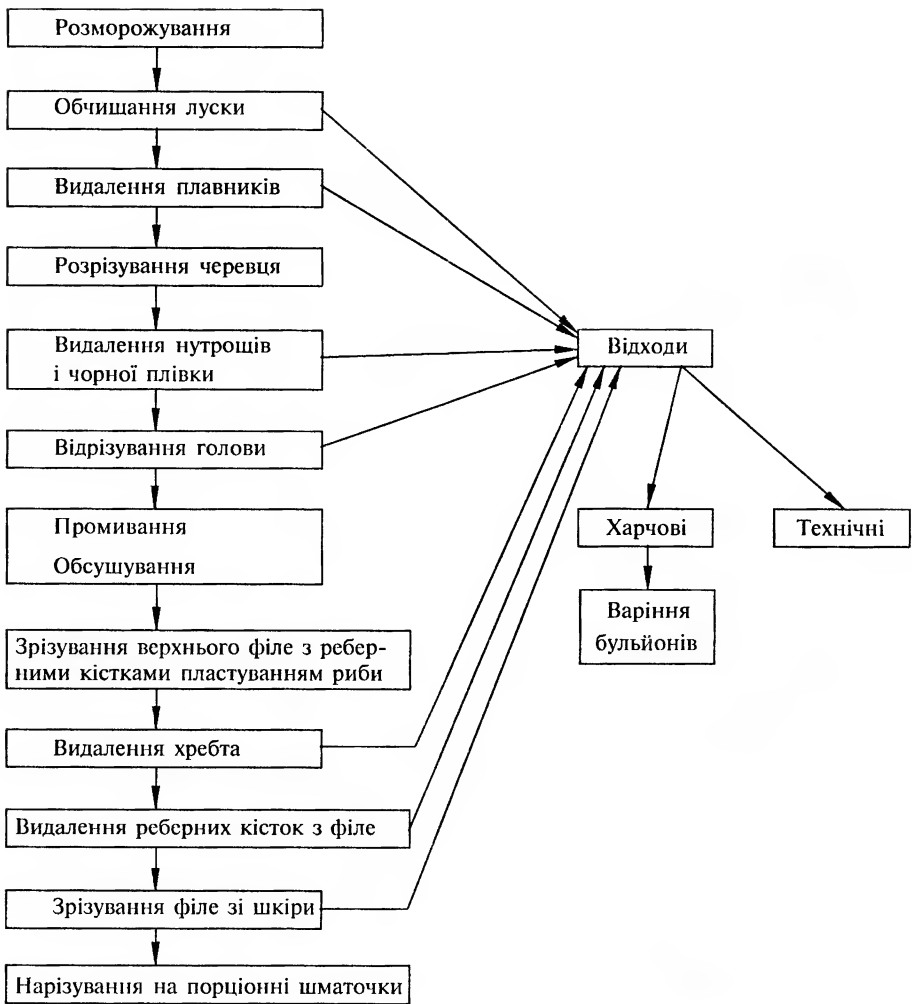 Розморожування
Обчищання луски
Видалення плавників
Розрізування черевця
Видалення нутрощів
і чорної плівки
Відрізування голови
Промивання
Обсушування
Зрізування верхнього філе з ребер-
ними кістками пластуванням риби
Видалення хребта
Видалення реберних кісток з філе
Зрізування філе зі шкіри
Нарізування на порціонні шматочки
Відходи
Харчові
Технічні
Варіння
бульйонів